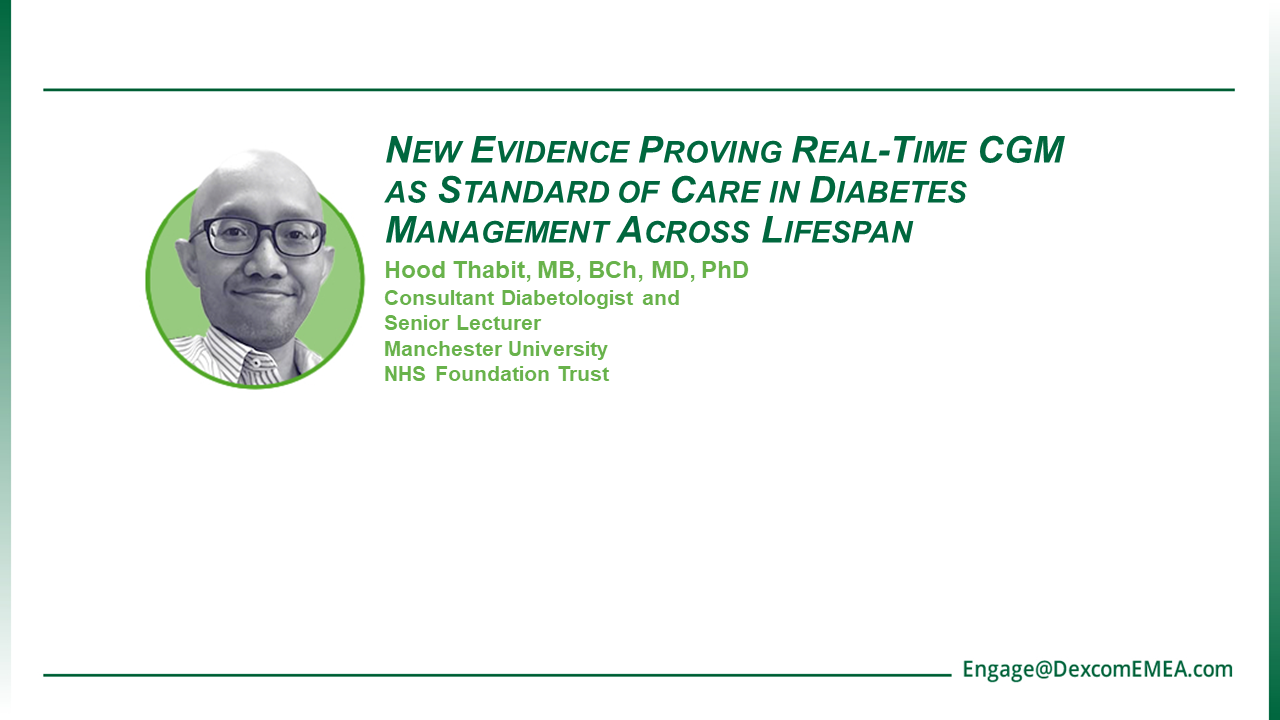 New Evidence Proving Real-Time CGM
as Standard of Care in Diabetes
Management Across Lifespan
Hood Thabit, MB, BCh, MD, PhD
Consultant Diabetologist and
Senior Lecturer
Manchester University
NHS Foundation Trust
Engage@DexcomEMEA.com